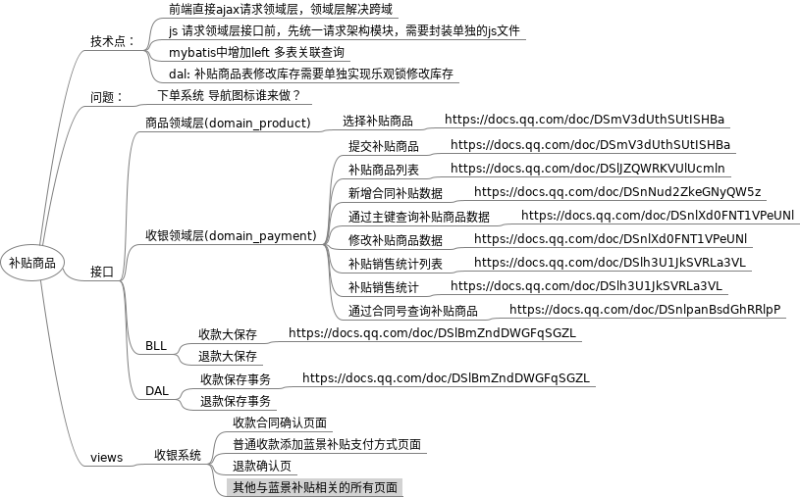 前端直接ajax请求领域层，领域层解决跨域
技术点：
js 请求领域层接口前，先统一请求架构模块，需要封装单独的js文件
mybatis中增加left 多表关联查询
dal: 补贴商品表修改库存需要单独实现乐观锁修改库存
问题：
下单系统 导航图标谁来做？
商品领域层(domain_product)
选择补贴商品
https://docs.qq.com/doc/DSmV3dUthSUtISHBa
提交补贴商品
https://docs.qq.com/doc/DSmV3dUthSUtISHBa
补贴商品列表
https://docs.qq.com/doc/DSlJZQWRKVUlUcmln
新增合同补贴数据
https://docs.qq.com/doc/DSnNud2ZkeGNyQW5z
通过主键查询补贴商品数据
https://docs.qq.com/doc/DSnlXd0FNT1VPeUNl
收银领域层(domain_payment)
修改补贴商品数据
https://docs.qq.com/doc/DSnlXd0FNT1VPeUNl
补贴商品
接口
补贴销售统计列表
https://docs.qq.com/doc/DSlh3U1JkSVRLa3VL
补贴销售统计
https://docs.qq.com/doc/DSlh3U1JkSVRLa3VL
通过合同号查询补贴商品
https://docs.qq.com/doc/DSnlpanBsdGhRRlpP
BLL
收款大保存
https://docs.qq.com/doc/DSlBmZndDWGFqSGZL
退款大保存
DAL
收款保存事务
https://docs.qq.com/doc/DSlBmZndDWGFqSGZL
退款保存事务
views
收银系统
收款合同确认页面
普通收款添加蓝景补贴支付方式页面
退款确认页
其他与蓝景补贴相关的所有页面